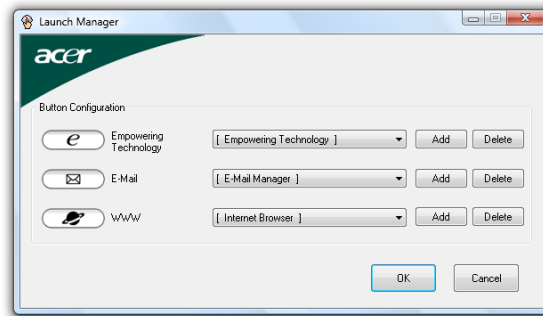 Launch Manager
acer
Button Configuration
e
Empowering
Technology
[ Empowering Technology ]
Add
Delete
E-Mail
[ E-Mail Manager ]
Add
Delete
WWW
[ Internet Browser ]
Add
Delete
OK
Cancel